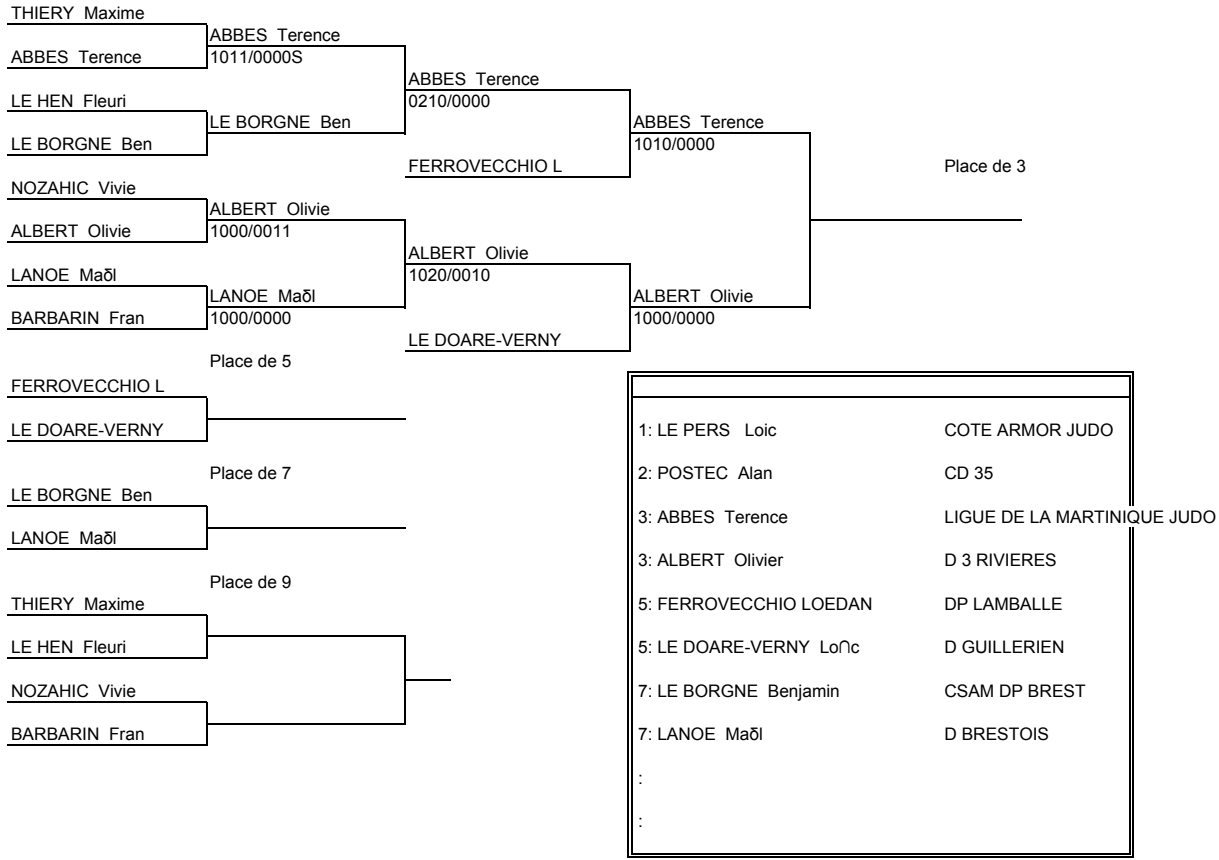 THIERY Maxime
ABBES Terence
ABBES Terence
1011/0000S
ABBES Terence
0210/0000
LE HEN Fleuri
LE BORGNE Ben
ABBES Terence
1010/0000
LE BORGNE Ben
FERROVECCHIO L
Place de 3
NOZAHIC Vivie
ALBERT Olivie
ALBERT Olivie
1000/0011
ALBERT Olivie
1020/0010
LANOE Maδl
LANOE Maδl
1000/0000
ALBERT Olivie
1000/0000
BARBARIN Fran
LE DOARE-VERNY
Place de 5
FERROVECCHIO L
LE DOARE-VERNY
Place de 7
LE BORGNE Ben
LANOE Maδl
Place de 9
THIERY Maxime
LE HEN Fleuri
NOZAHIC Vivie
BARBARIN Fran
1: LE PERS Loic COTE ARMOR JUDO
2: POSTEC Alan CD 35
3: ABBES Terence LIGUE DE LA MARTINIQUE JUDO
3: ALBERT Olivier D 3 RIVIERES
5: FERROVECCHIO LOEDAN DP LAMBALLE
5: LE DOARE-VERNY Lo∩c D GUILLERIEN
7: LE BORGNE Benjamin CSAM DP BREST
7: LANOE Maδl D BRESTOIS
:
: